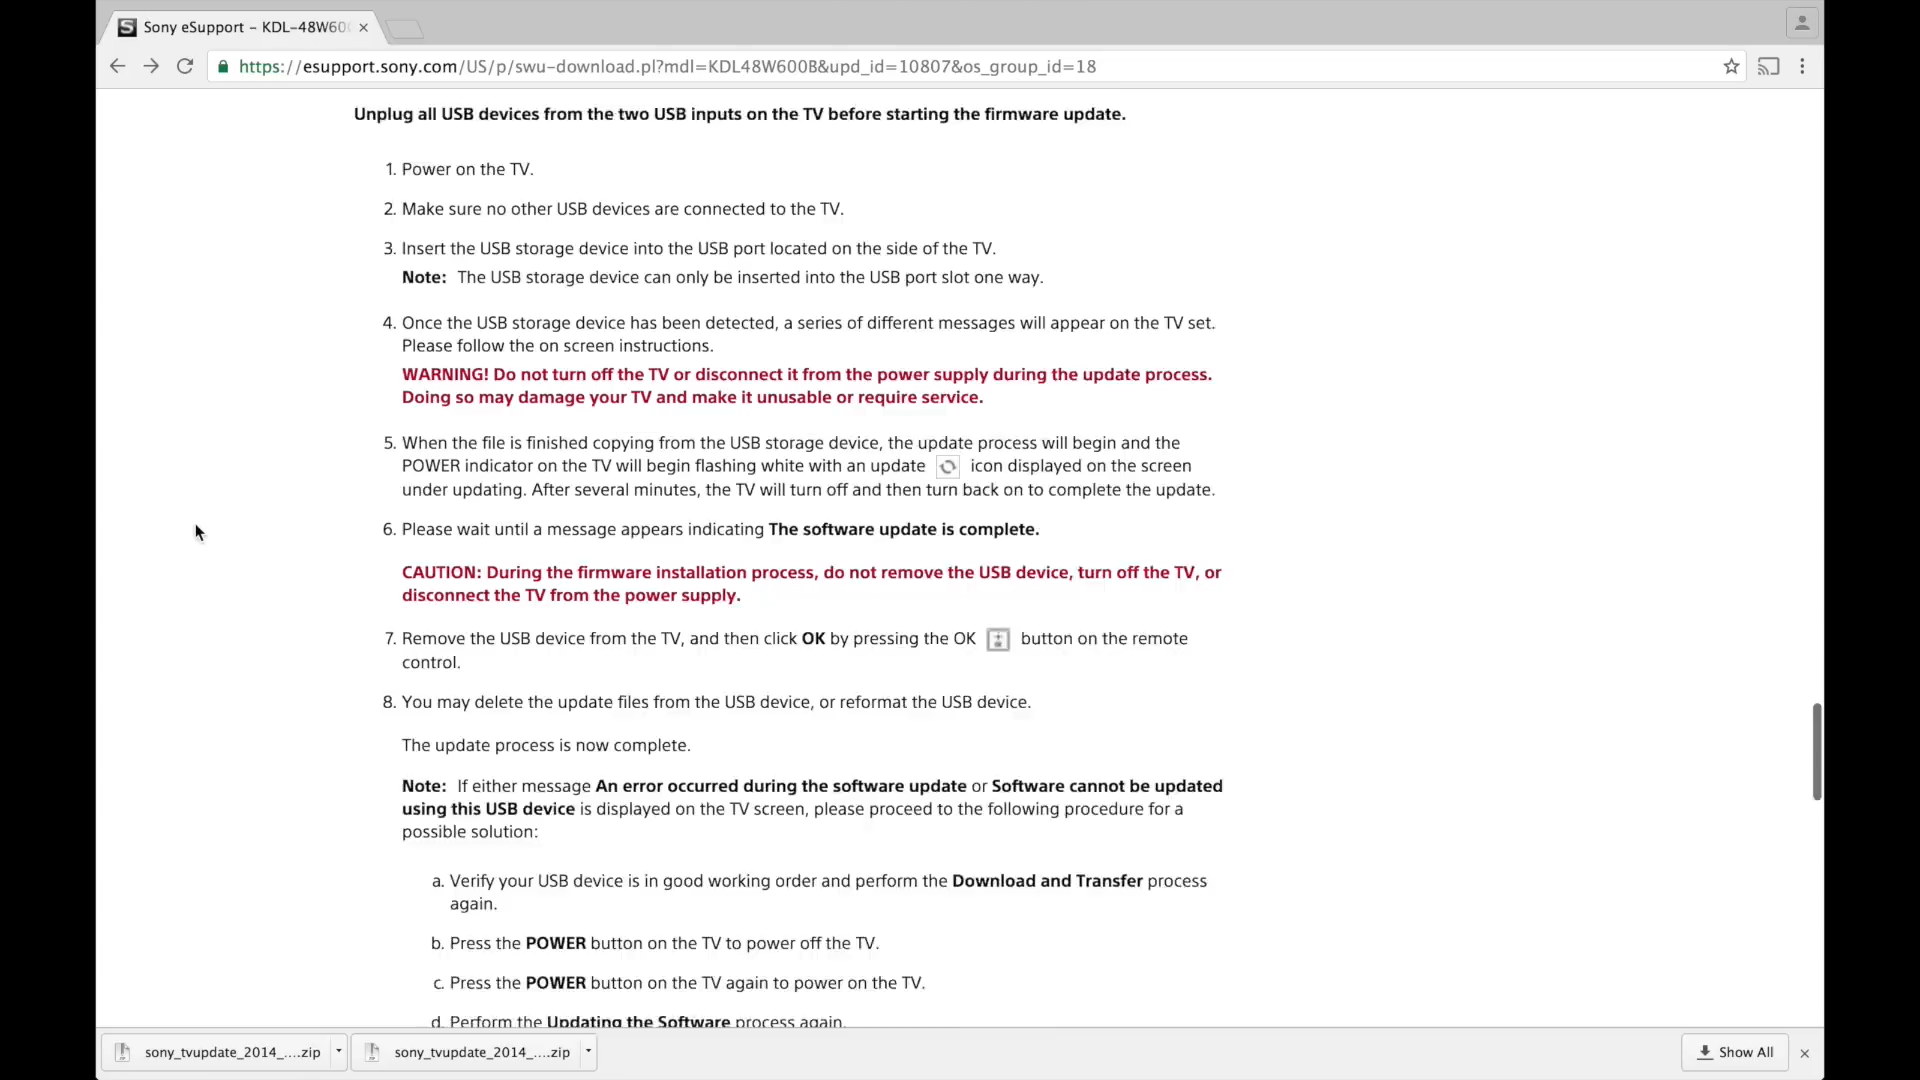 Sony eSupport - KDL-48W60
https://esupport.sony.com/US/p/swu-download.pl?mdl=KDL48W600B&upd_id=10807&os_group_id=18
Unplug all USB devices from the two USB inputs on the TV before starting the firmware update.
1. Power on the TV.
2. Make sure no other USB devices are connected to the TV.
3. Insert the USB storage device into the USB port located on the side of the TV.
Note: The USB storage device can only be inserted into the USB port slot one way.
4. Once the USB storage device has been detected, a series of different messages will appear on the TV set.
Please follow the on screen instructions.
WARNING! Do not turn off the TV or disconnect it from the power supply during the update process.
Doing so may damage your TV and make it unusable or require service.
5. When the file is finished copying from the USB storage device, the update process will begin and the
POWER indicator on the TV will begin flashing white with an update icon displayed on the screen
under updating. After several minutes, the TV will turn off and then turn back on to complete the update.
6. Please wait until a message appears indicating The software update is complete.
CAUTION: During the firmware installation process, do not remove the USB device, turn off the TV, or
disconnect the TV from the power supply.
7. Remove the USB device from the TV, and then click OK by pressing the OK button on the remote
control.
8. You may delete the update files from the USB device, or reformat the USB device.
The update process is now complete.
Note: If either message An error occurred during the software update or Software cannot be updated
using this USB device is displayed on the TV screen, please proceed to the following procedure for a
possible solution:
a. Verify your USB device is in good working order and perform the Download and Transfer process
again.
b. Press the POWER button on the TV to power off the TV.
c. Press the POWER button on the TV again to power on the TV.
d. Perform the Updating the Software process again.
sony_tvupdate_2014_....zip
sony_tvupdate_2014_....zip
Show All